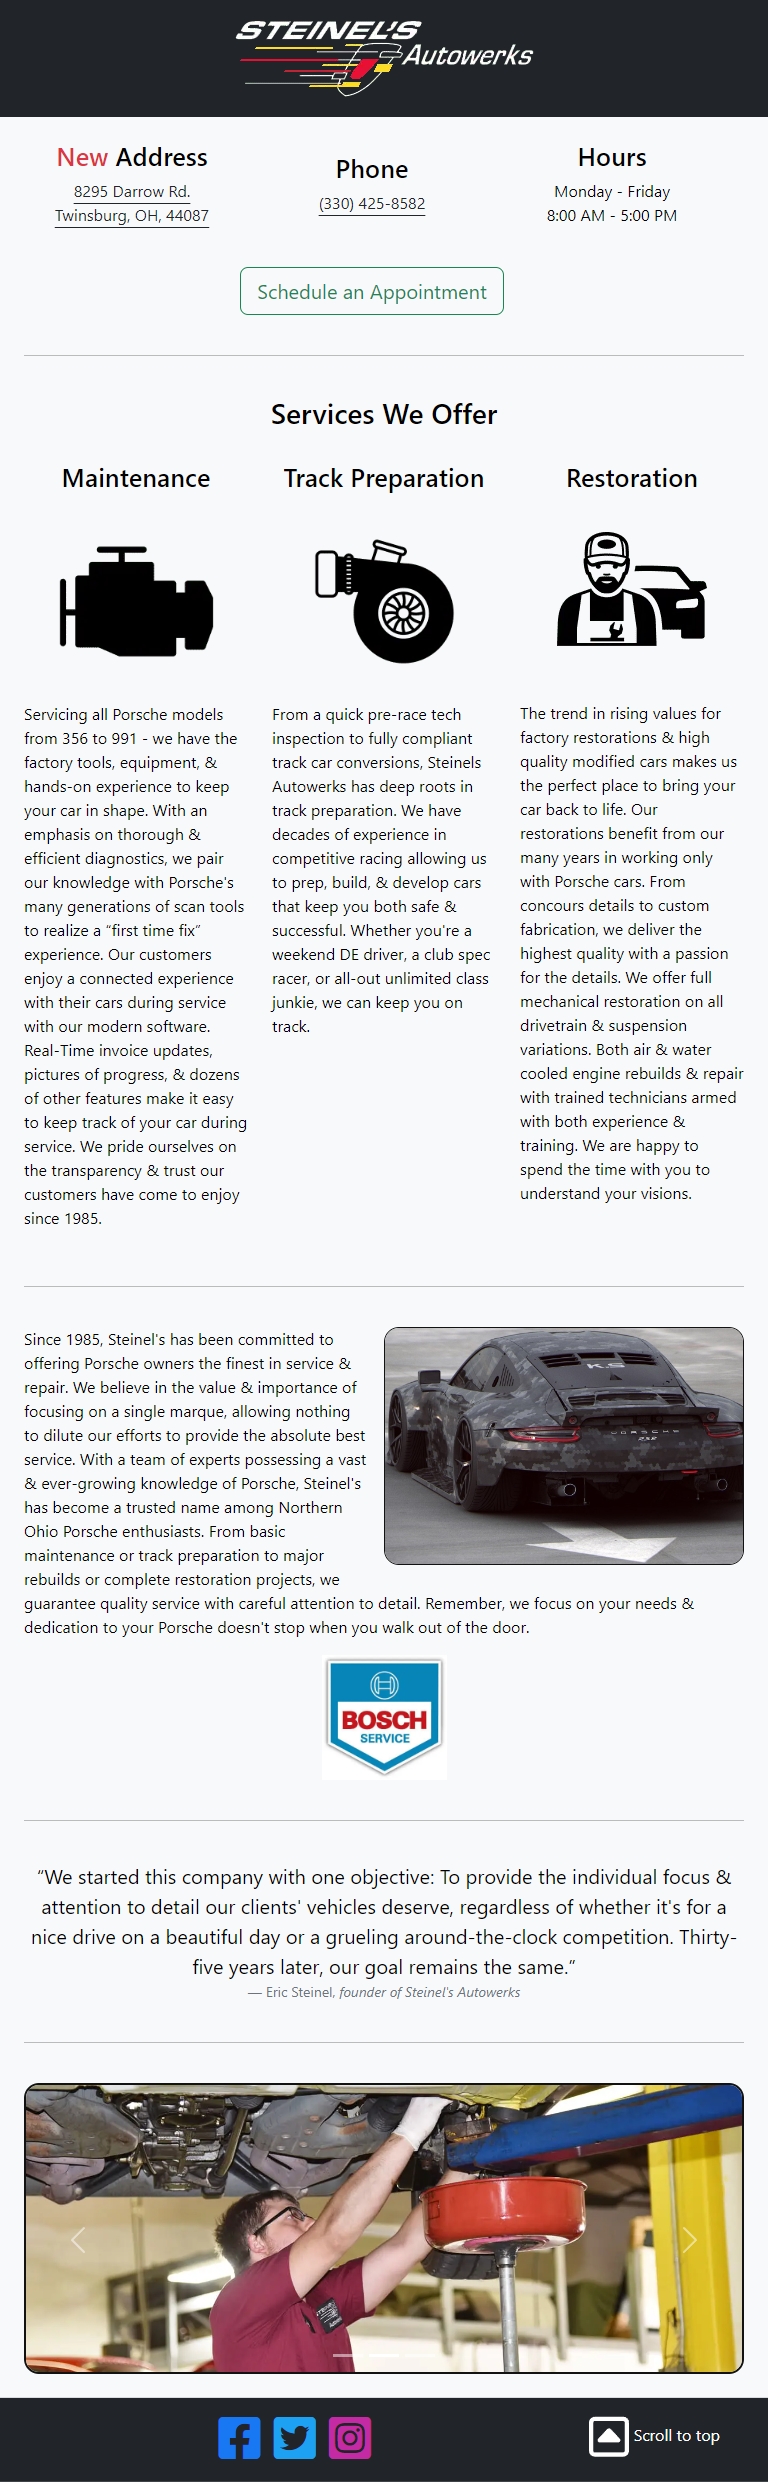 STEINEL'S
Autowerks
New Address
8295 Darrow Rd.
Twinsburg, OH, 44087
Phone
(330) 425-8582
Hours
Monday - Friday
8:00 AM - 5:00 PM
Schedule an Appointment
Services We Offer
Maintenance
Servicing all Porsche models
from 356 to 991 - we have the
factory tools, equipment, &
hands-on experience to keep
your car in shape. With an
emphasis on thorough &
efficient diagnostics, we pair
our knowledge with Porsche's
many generations of scan tools
to realize a “first time fix”
experience. Our customers
enjoy a connected experience
with their cars during service
with our modern software.
Real-Time invoice updates,
pictures of progress, & dozens
of other features make it easy
to keep track of your car during
service. We pride ourselves on
the transparency & trust our
customers have come to enjoy
since 1985.
Track Preparation
From a quick pre-race tech
inspection to fully compliant
track car conversions, Steinels
Autowerks has deep roots in
track preparation. We have
decades of experience in
competitive racing allowing us
to prep, build, & develop cars
that keep you both safe &
successful. Whether you're a
weekend DE driver, a club spec
racer, or all-out unlimited class
junkie, we can keep you on
track.
Restoration
The trend in rising values for
factory restorations & high
quality modified cars makes us
the perfect place to bring your
car back to life. Our
restorations benefit from our
many years in working only
with Porsche cars. From
concours details to custom
fabrication, we deliver the
highest quality with a passion
for the details. We offer full
mechanical restoration on all
drivetrain & suspension
variations. Both air & water
cooled engine rebuilds & repair
with trained technicians armed
with both experience &
training. We are happy to
spend the time with you to
understand your visions.
Since 1985, Steinel's has been committed to
offering Porsche owners the finest in service &
repair. We believe in the value & importance of
focusing on a single marque, allowing nothing
to dilute our efforts to provide the absolute best
service. With a team of experts possessing a vast
& ever-growing knowledge of Porsche, Steinel's
has become a trusted name among Northern
Ohio Porsche enthusiasts. From basic
maintenance or track preparation to major
rebuilds or complete restoration projects, we
guarantee quality service with careful attention to detail. Remember, we focus on your needs &
dedication to your Porsche doesn't stop when you walk out of the door.
PORSCHE
BOSCH
SERVICE
“We started this company with one objective: To provide the individual focus &
attention to detail our clients' vehicles deserve, regardless of whether it's for a
nice drive on a beautiful day or a grueling around-the-clock competition. Thirty-
five years later, our goal remains the same.”
— Eric Steinel, founder of Steinel's Autowerks
Scroll to top